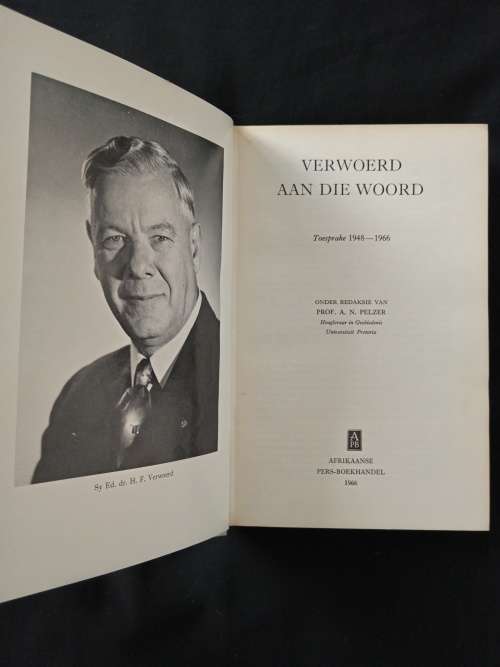 Sy Ed. dr. H. F. Verwoerd
VERWOERD
AAN DIE WOORD
Toesprake 1948—1966
ONDER REDAKSIE VAN
PROF. A. N. PELZER
Hoogleraar in Geskiedenis
Universiteit Pretoria
A
PB
AFRIKAANSE
PERS-BOEKHANDEL
1966